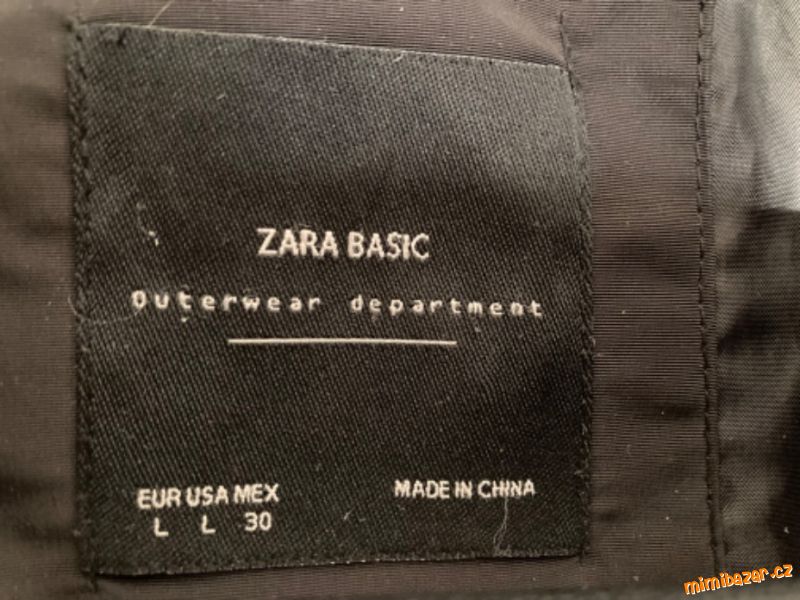 ZARA BASIC
Outerwear department
EUR USA MEX
L L 30
MADE IN CHINA
mimibazar.cz